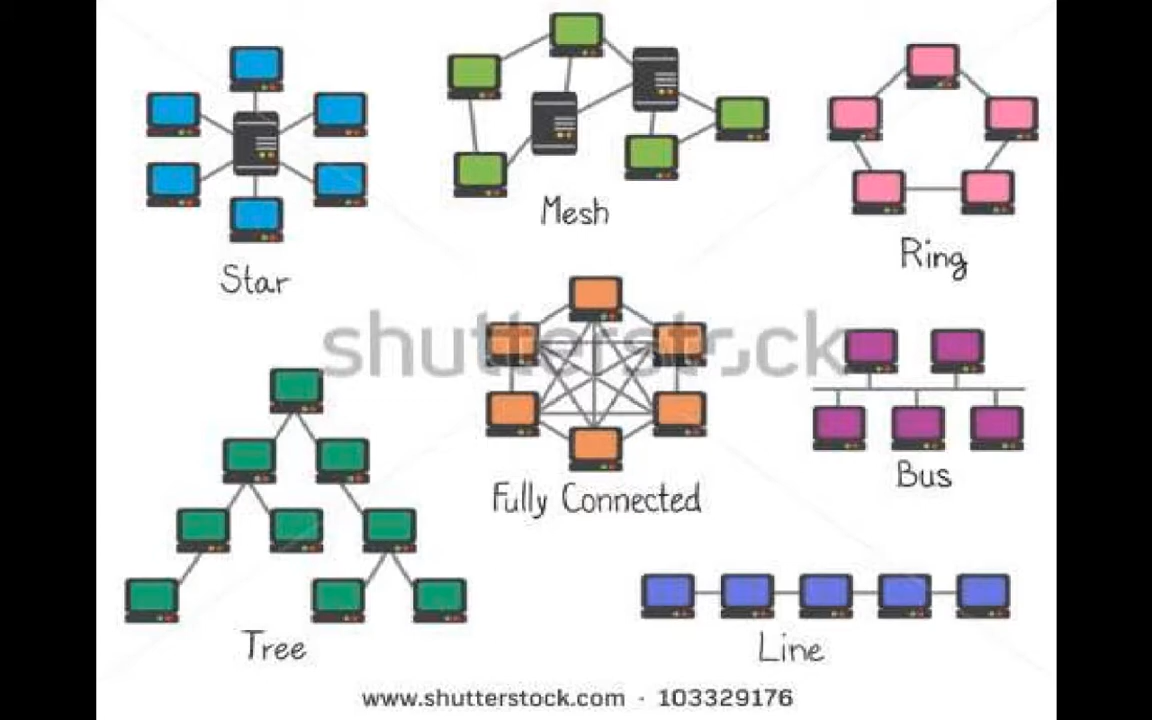 Mesh
Ring
Star
shutterstock
Bus
Fully Connected
Tree
Line
www.shutterstock.com · 103329176